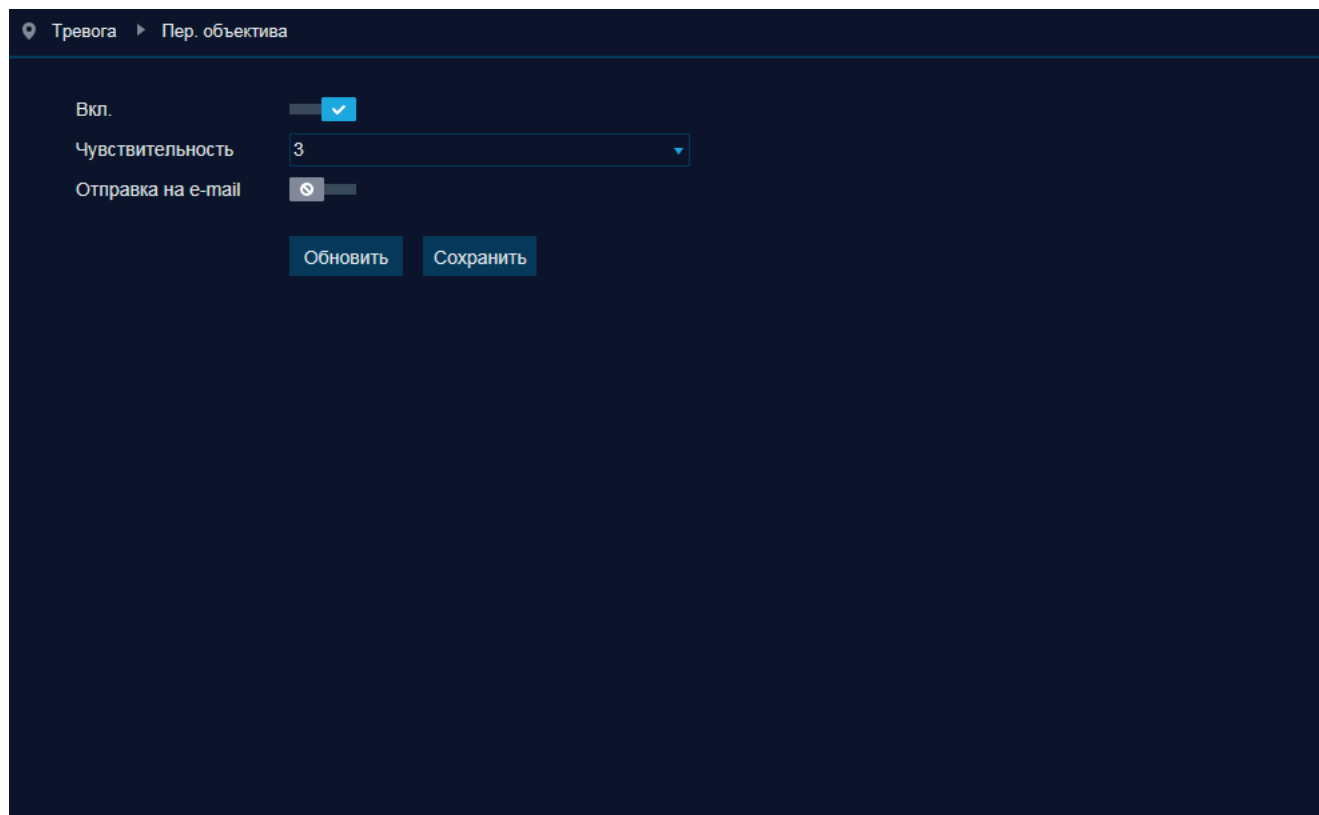 Тревога Пер. объектива
Вкл.
Чувствительность 3
Отправка на e-mail
Обновить Сохранить